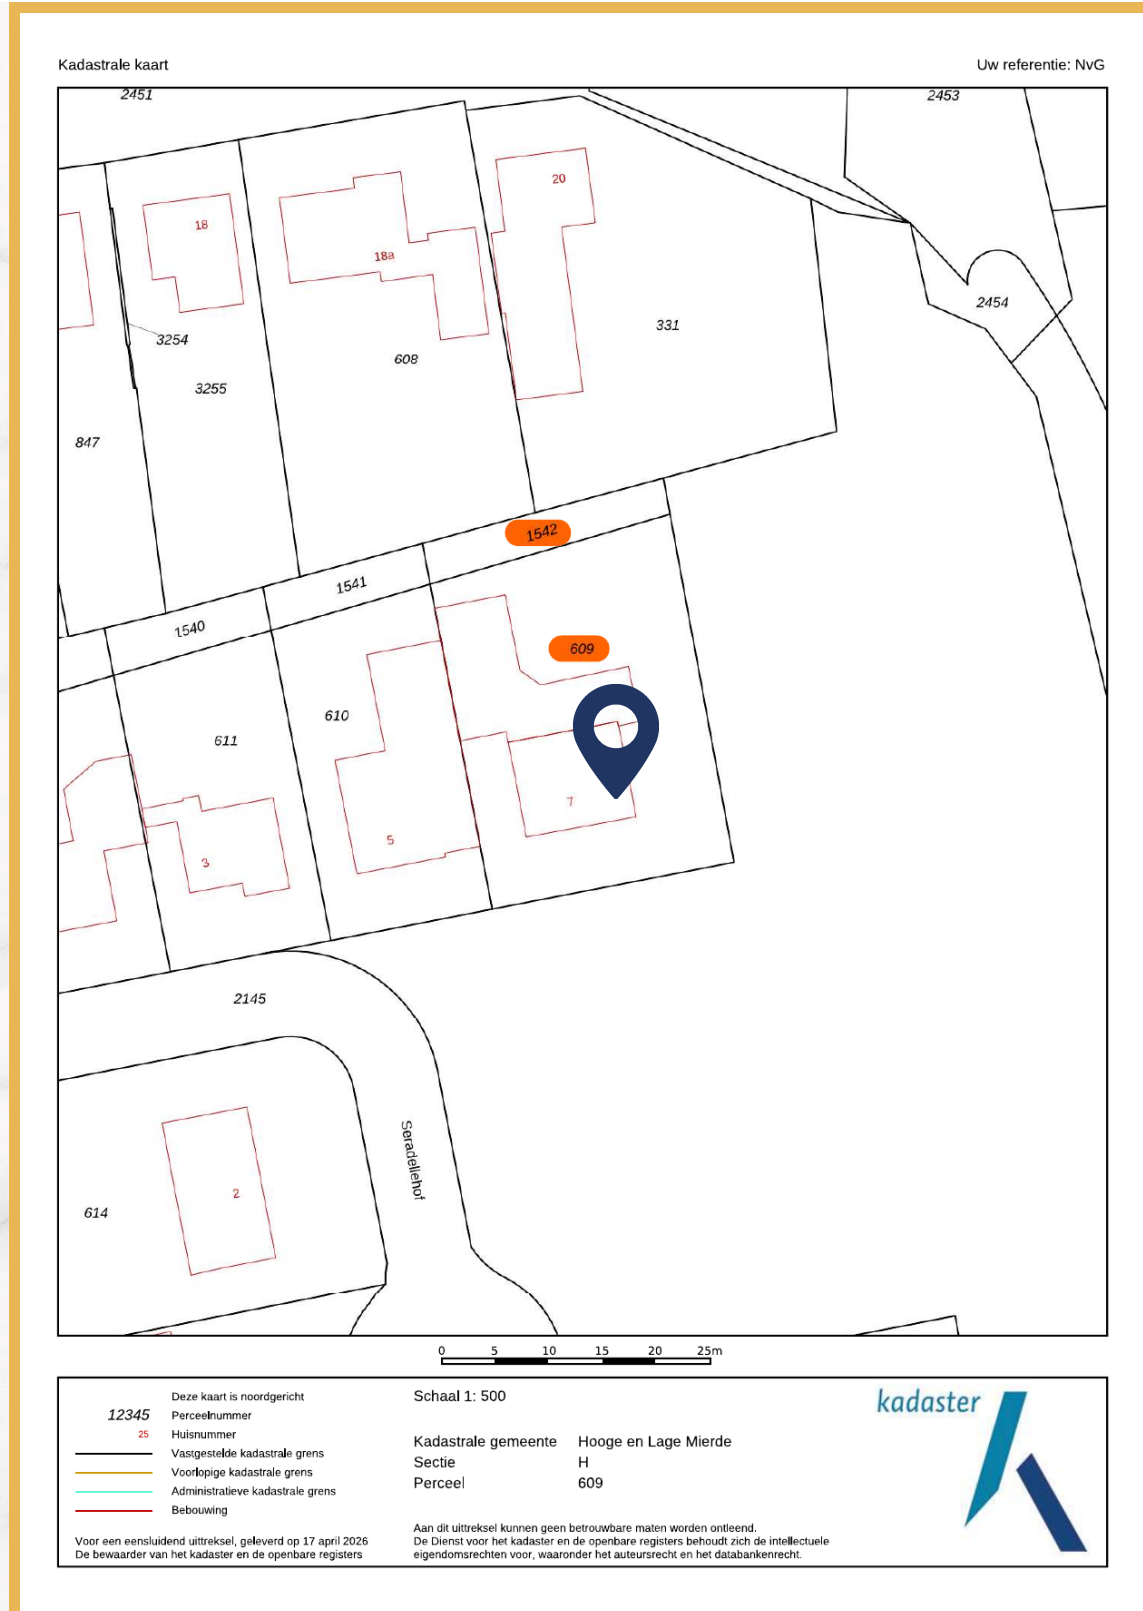 Kadastrale kaart
Uw referentie: NvG
2451
2453
20
18
18a
2454
331
3254
608
3255
847
1542
1541
1540
609
610
611
7
5
3
2145
Seradellehof
2
614
0 5 10 15 20 25m
Deze kaart is noordgericht
12345 Perceelnummer
25 Huisnummer
Vastgestelde kadastrale grens
Voorlopige kadastrale grens
Administratieve kadastrale grens
Bebouwing
Voor een eensluidend uittreksel, geleverd op 17 april 2026
De bewaarder van het kadaster en de openbare registers
Schaal 1: 500
Kadastrale gemeente Hooge en Lage Mierde
Sectie H
Perceel 609
Aan dit uittreksel kunnen geen betrouwbare maten worden ontleend.
De Dienst voor het kadaster en de openbare registers behoudt zich de intellectuele
eigendomsrechten voor, waaronder het auteursrecht en het databankenrecht.
kadaster